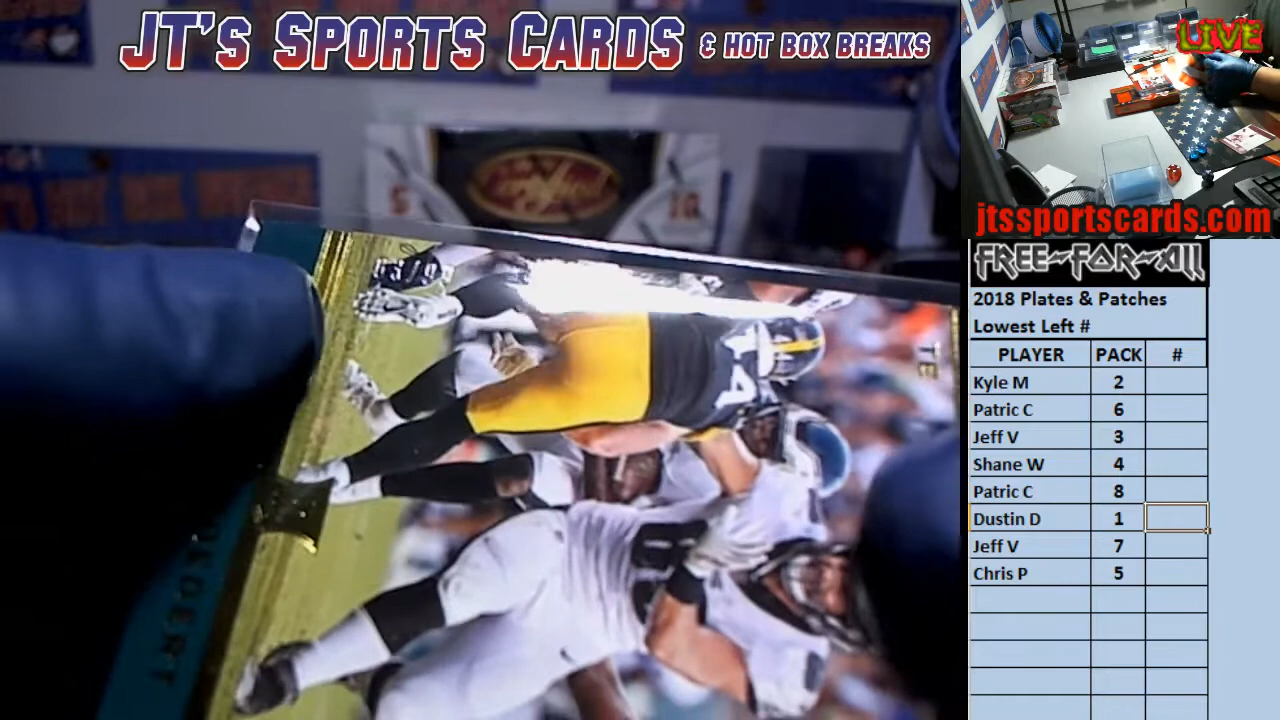 JT's Sports Cards & Hot Box Breaks
LIVE
jtssportscards.com
FREE-FOR-All
2018 Plates & Patches
Lowest Left #
PLAYER PACK #
Kyle M 2
Patric C 6
Jeff V 3
Shane W 4
Patric C 8
Dustin D 1
Jeff V 7
Chris P 5
TE